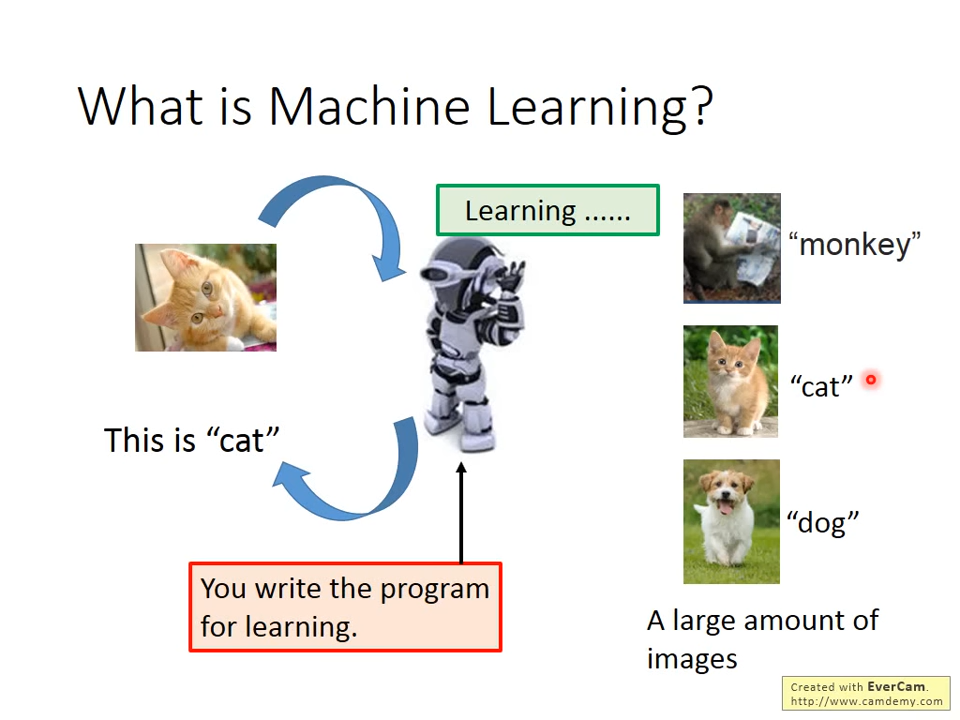 What is Machine Learning?
Learning ......
“monkey”
“cat”
This is “cat”
“dog”
You write the program
for learning.
A large amount of
images
Created with EverCam.
http://www.camdemy.com